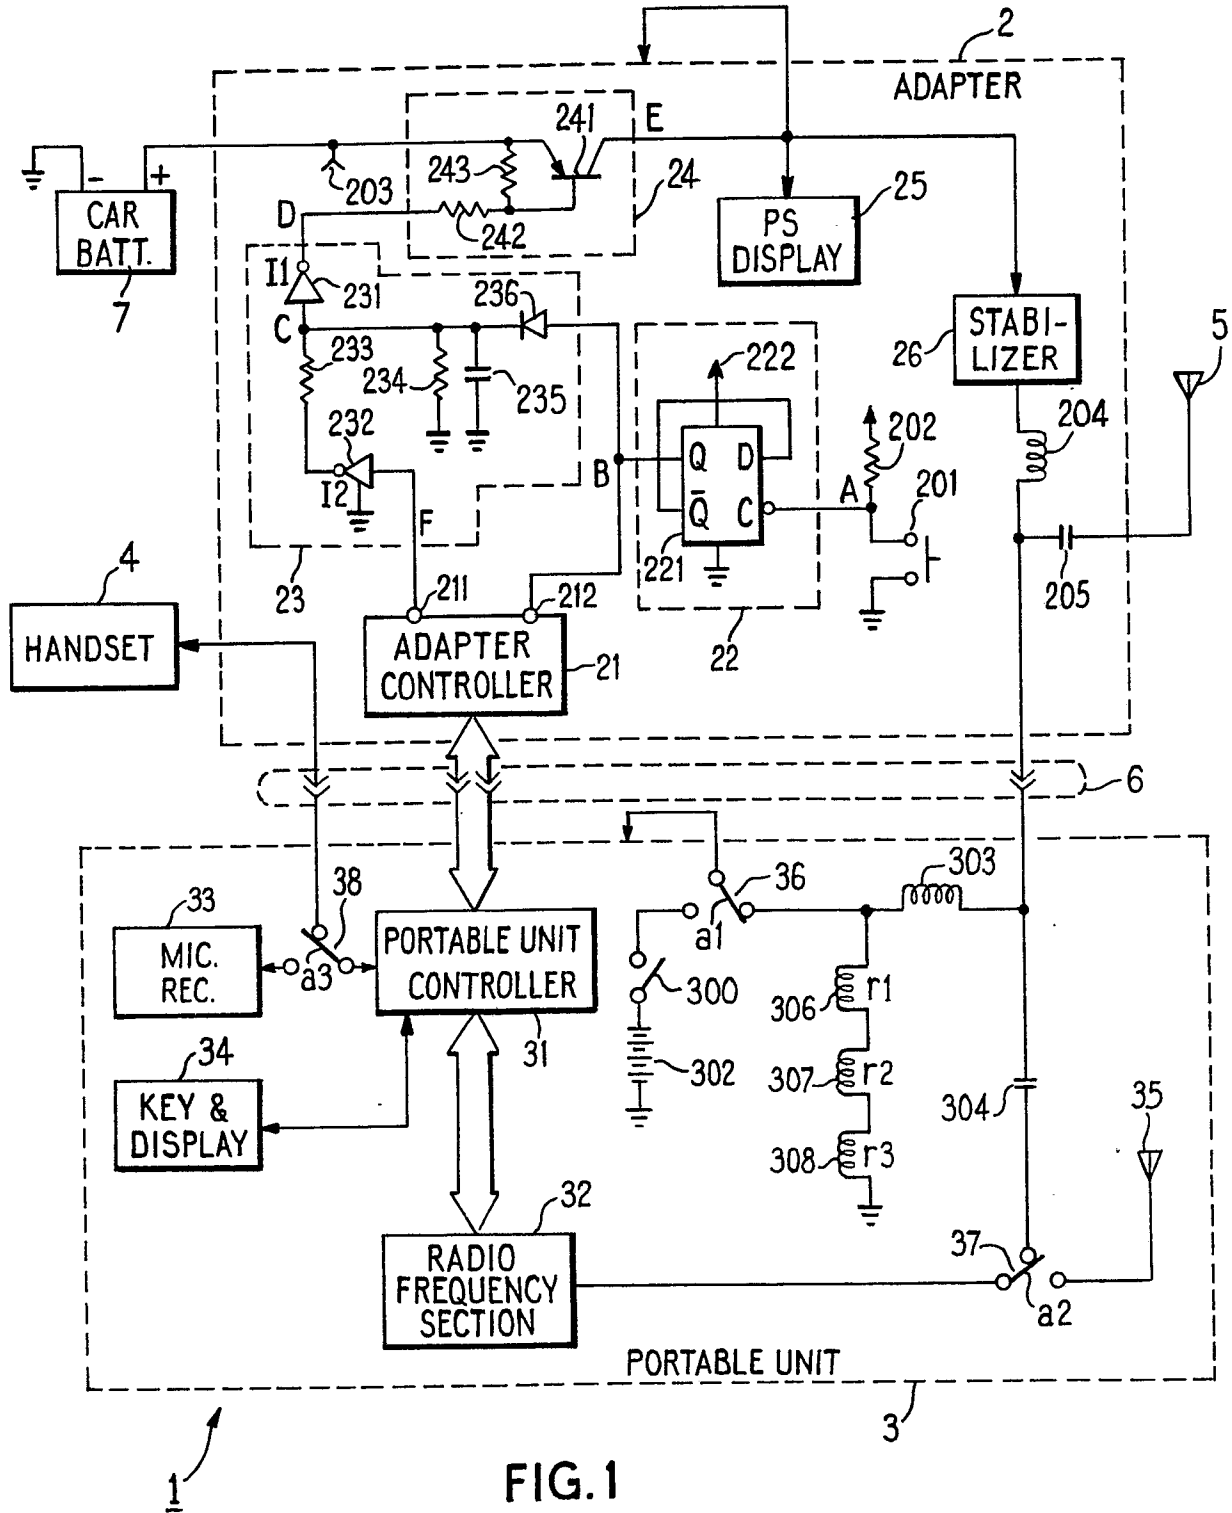 2
ADAPTER
241
E
- +
243
24
203
25
CAR
BATT.
PS
DISPLAY
D
242
7
I1
231
236
C
233
222
STABI-
LIZER
26
5
234
235
204
232
202
Q D
B
I2
A
201
Q̅ C
F
221
205
4
23
211
212
22
HANDSET
ADAPTER
CONTROLLER
21
6
303
33
38
36
a1
MIC.
REC.
a3
PORTABLE UNIT
CONTROLLER
300
306 r1
34
31
302
307 r2
304
35
KEY &
DISPLAY
308 r3
32
37
RADIO
FREQUENCY
SECTION
a2
PORTABLE UNIT
3
1
FIG.1